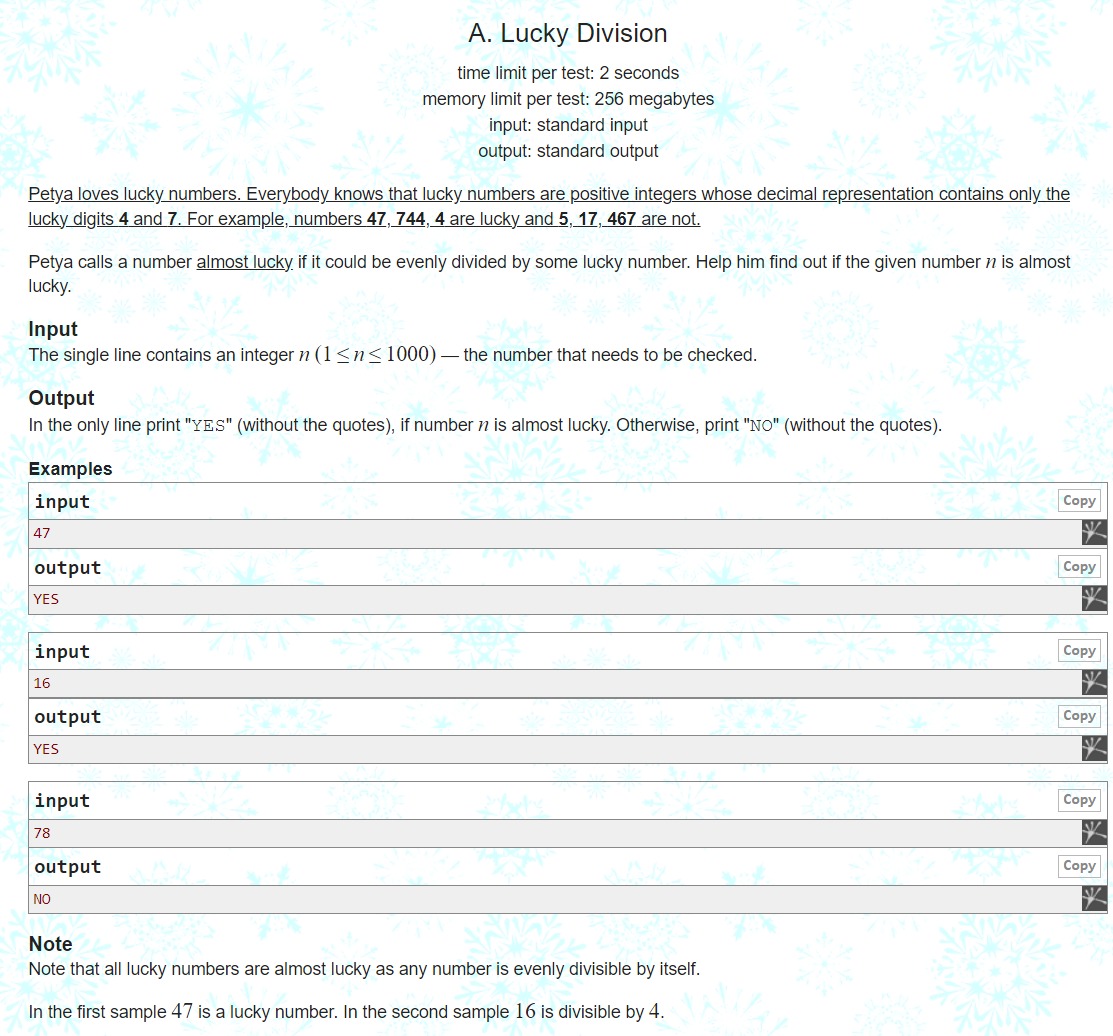 A. Lucky Division
time limit per test: 2 seconds
memory limit per test: 256 megabytes
input: standard input
output: standard output
Petya loves lucky numbers. Everybody knows that lucky numbers are positive integers whose decimal representation contains only the
lucky digits 4 and 7. For example, numbers 47, 744, 4 are lucky and 5, 17, 467 are not.
Petya calls a number almost lucky if it could be evenly divided by some lucky number. Help him find out if the given number n is almost
lucky.
Input
The single line contains an integer n (1 ≤ n ≤ 1000) — the number that needs to be checked.
Output
In the only line print "YES" (without the quotes), if number n is almost lucky. Otherwise, print "NO" (without the quotes).
Examples
input Copy
47
output Copy
YES
input Copy
16
output Copy
YES
input Copy
78
output Copy
NO
Note
Note that all lucky numbers are almost lucky as any number is evenly divisible by itself.
In the first sample 47 is a lucky number. In the second sample 16 is divisible by 4.